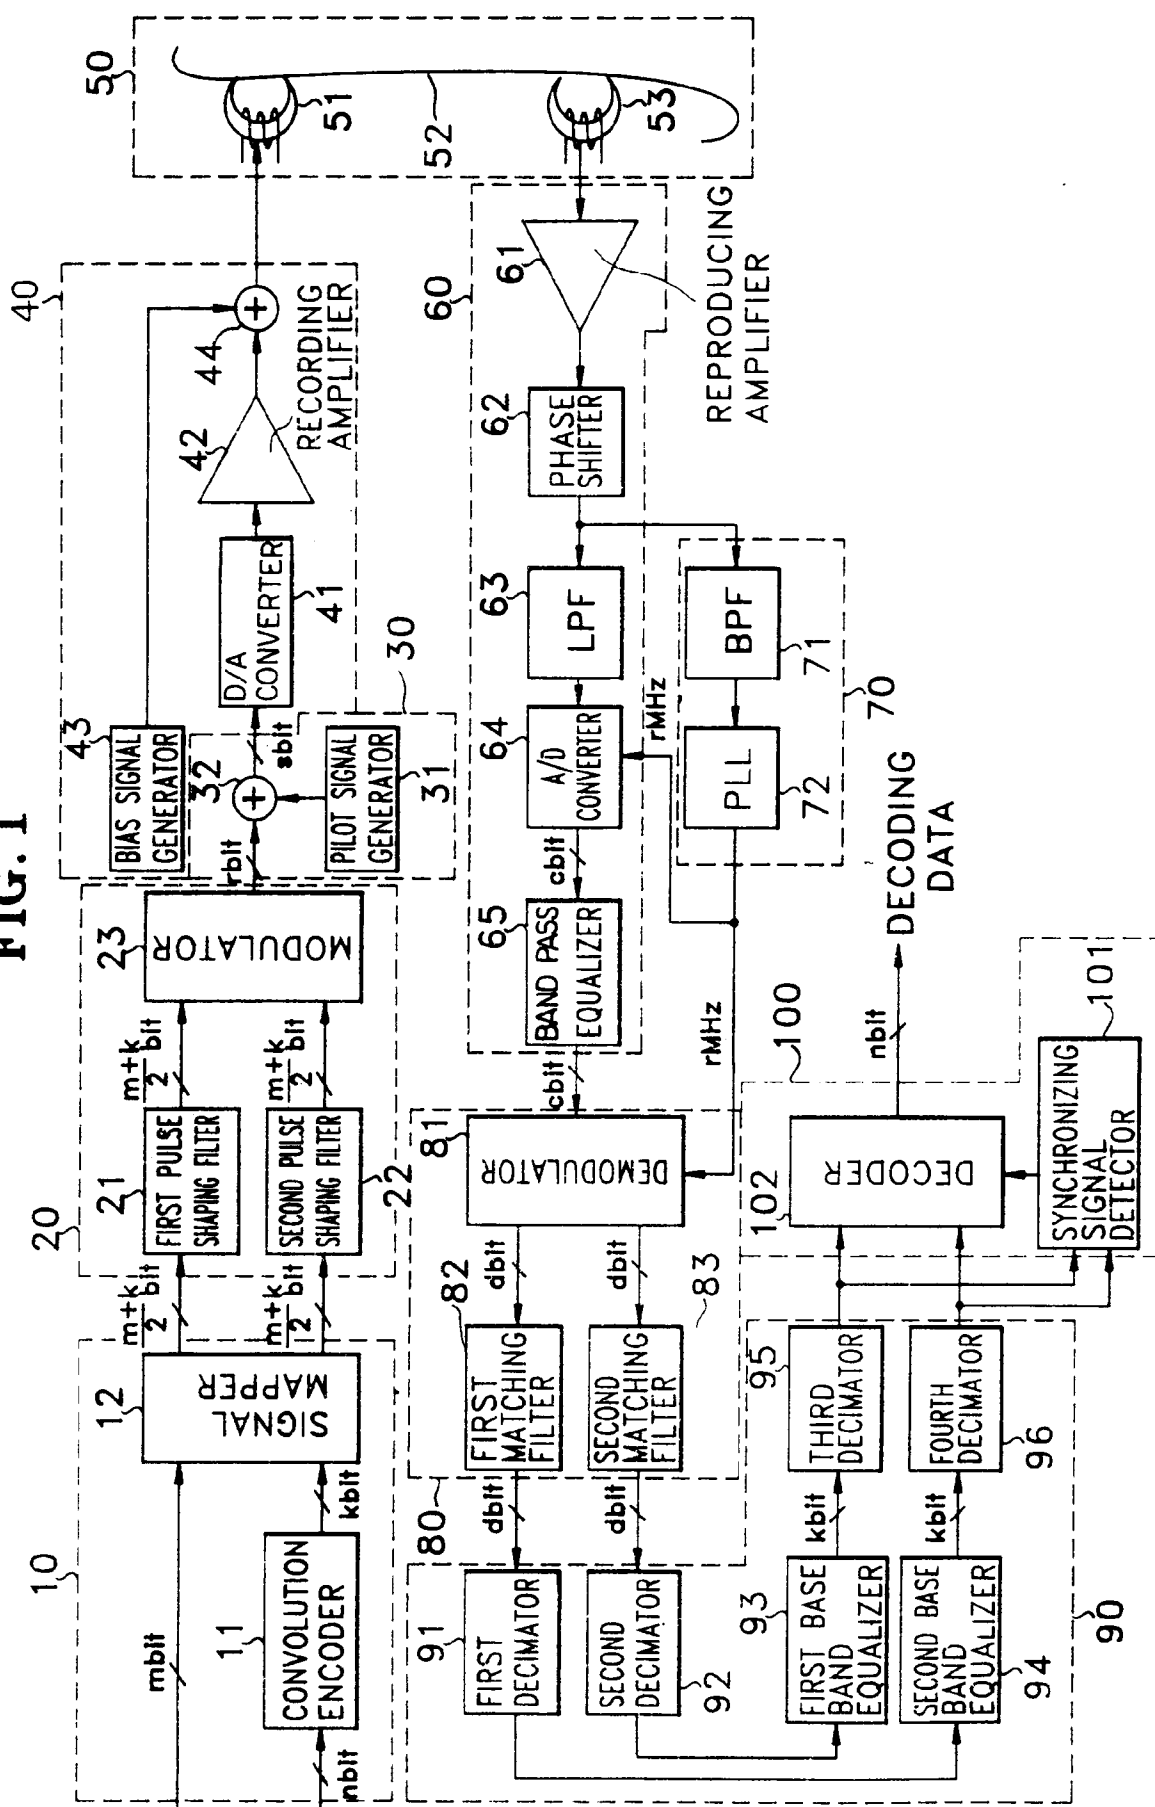 FIG. 1
10
mbit
nbit
11
CONVOLUTION
ENCODER
kbit
12
SIGNAL
MAPPER
m+k
2
bit
m+k
2
bit
20
21
FIRST PULSE
SHAPING FILTER
SECOND PULSE
SHAPING FILTER
22
m+k
2
bit
m+k
2
bit
23
MODULATOR
rbit
30
31
PILOT SIGNAL
GENERATOR
32
sbit
40
43
BIAS SIGNAL
GENERATOR
D/A
CONVERTER
41
42
RECORDING
AMPLIFIER
44
50
51
52
53
60
61
REPRODUCING
AMPLIFIER
62
PHASE
SHIFTER
63
LPF
64
A/D
CONVERTER
cbit
65
BAND PASS
EQUALIZER
cbit
rMHz
BPF
71
PLL
72
70
rMHz
80
81
DEMODULATOR
dbit
dbit
82
FIRST
MATCHING
FILTER
83
SECOND
MATCHING
FILTER
dbit
dbit
90
91
FIRST
DECIMATOR
SECOND
DECIMATOR
92
93
FIRST BASE
BAND
EQUALIZER
SECOND BASE
BAND
EQUALIZER
94
kbit
kbit
95
THIRD
DECIMATOR
FOURTH
DECIMATOR
96
100
102
DECODER
SYNCHRONIZING
SIGNAL
DETECTOR
101
nbit
DECODING
DATA